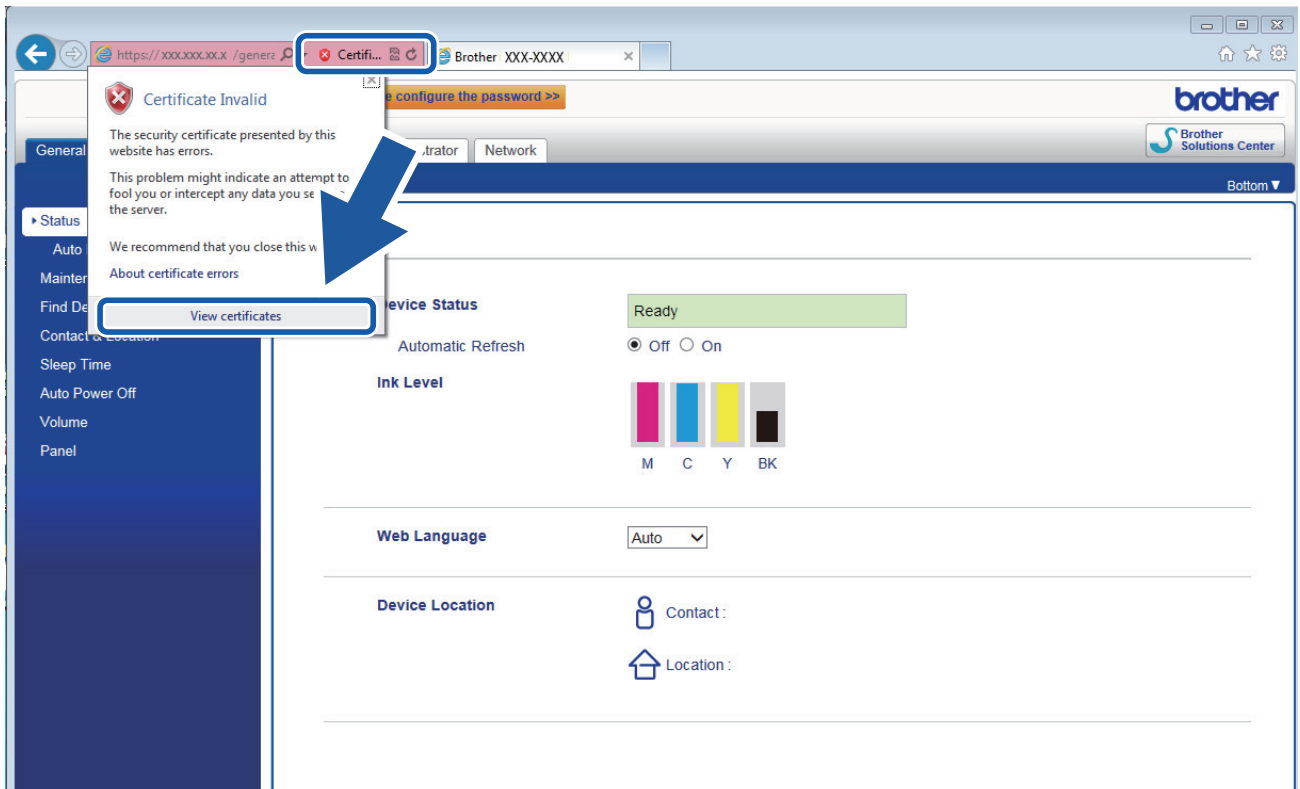 https://xxx.xxx.xx.x /genera
Certifi...
Brother XXX-XXXX
Certificate Invalid
The security certificate presented by this
website has errors.
This problem might indicate an attempt to
fool you or intercept any data you
the server.
We recommend that you close this
About certificate errors
View certificates
configure the password >>
brother
Brother
Solutions Center
General
Network
Bottom▼
Status
Auto
Find
Contact & Location
Sleep Time
Auto Power Off
Volume
Panel
Device Status
Ready
Automatic Refresh
Off
On
Ink Level
M C Y BK
Web Language
Auto
Device Location
Contact :
Location :